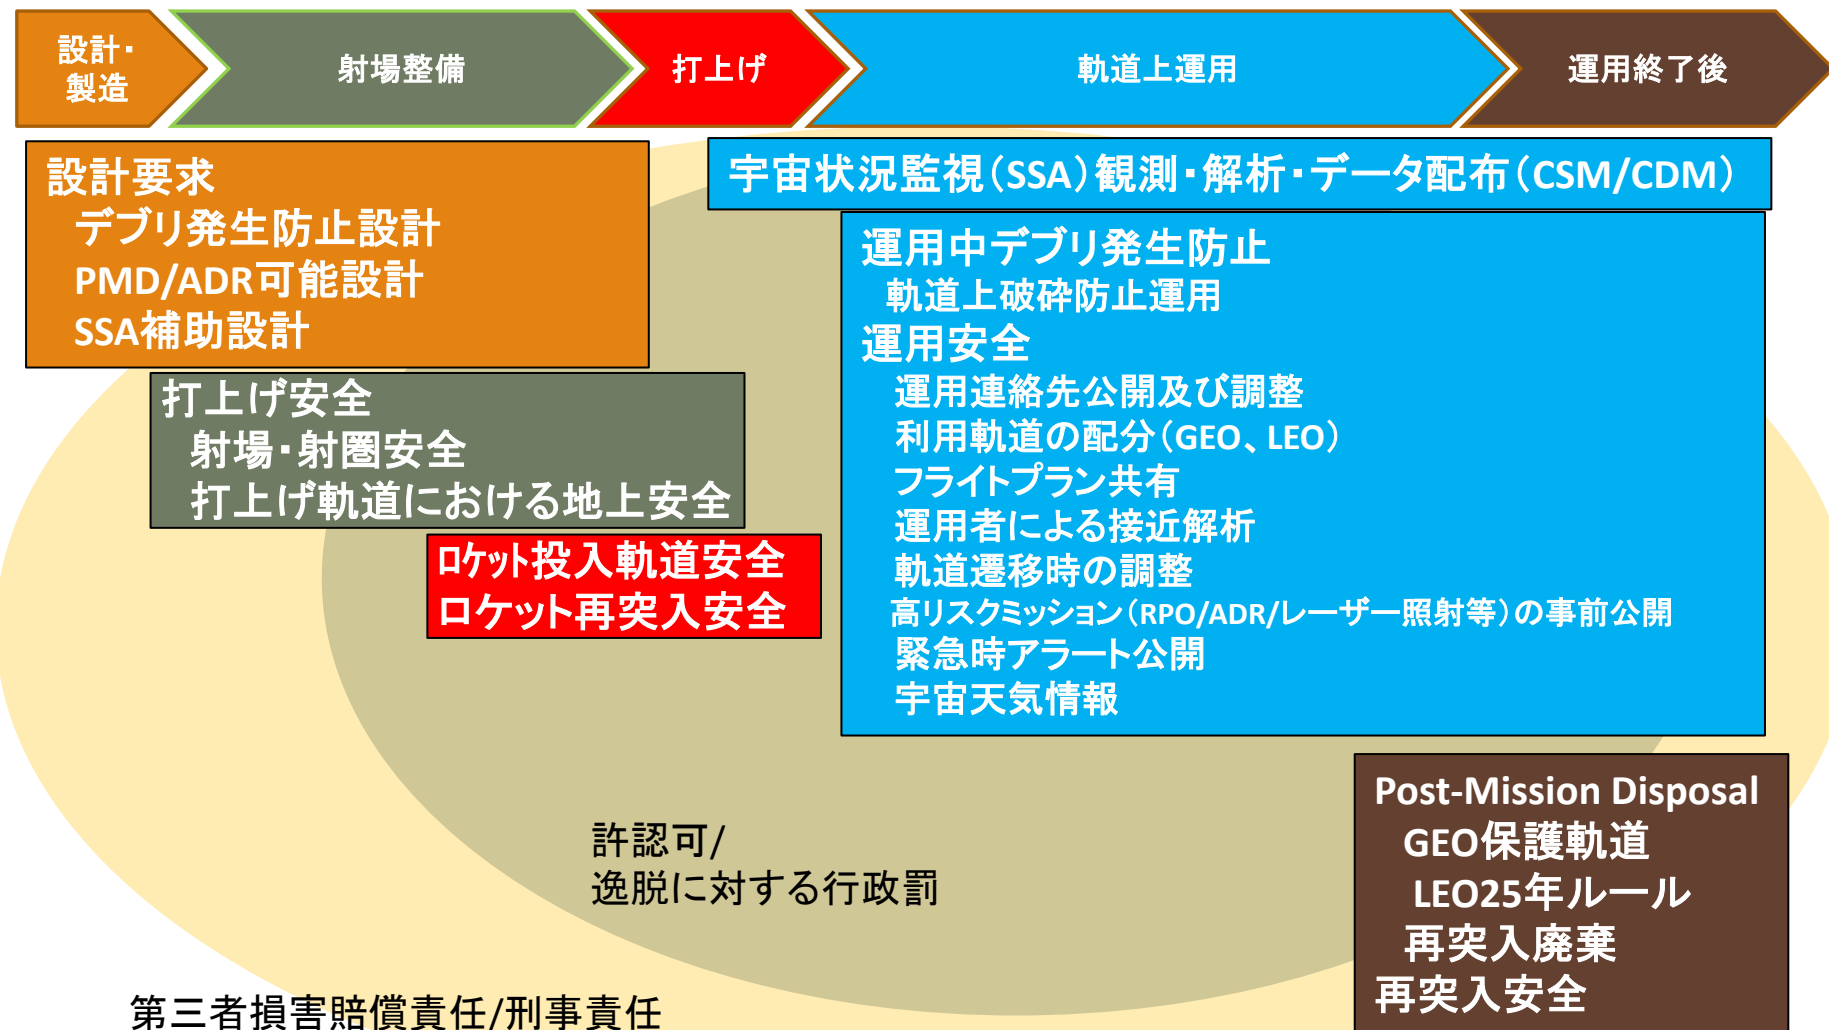 設計・
製造
射場整備
打上げ
軌道上運用
運用終了後
設計要求
デブリ発生防止設計
PMD/ADR可能設計
SSA補助設計
宇宙状況監視（SSA）観測・解析・データ配布（CSM/CDM）
運用中デブリ発生防止
軌道上破砕防止運用
運用安全
運用連絡先公開及び調整
利用軌道の配分（GEO、LEO）
フライトプラン共有
運用者による接近解析
軌道遷移時の調整
高リスクミッション（RPO/ADR/レーザー照射等）の事前公開
緊急時アラート公開
宇宙天気情報
打上げ安全
射場・射圏安全
打上げ軌道における地上安全
ロケット投入軌道安全
ロケット再突入安全
Post-Mission Disposal
GEO保護軌道
LEO25年ルール
再突入廃棄
再突入安全
許認可/
逸脱に対する行政罰
第三者損害賠償責任/刑事責任